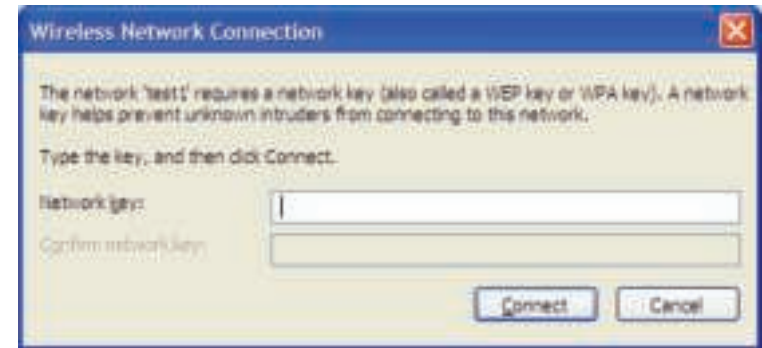 Wireless Network Connection
The network 'test1' requires a network key (also called a WEP key or WPA key). A network
key helps prevent unknown intruders from connecting to this network.
Type the key, and then click Connect.
Network key:
Confirm network key:
Connect Cancel